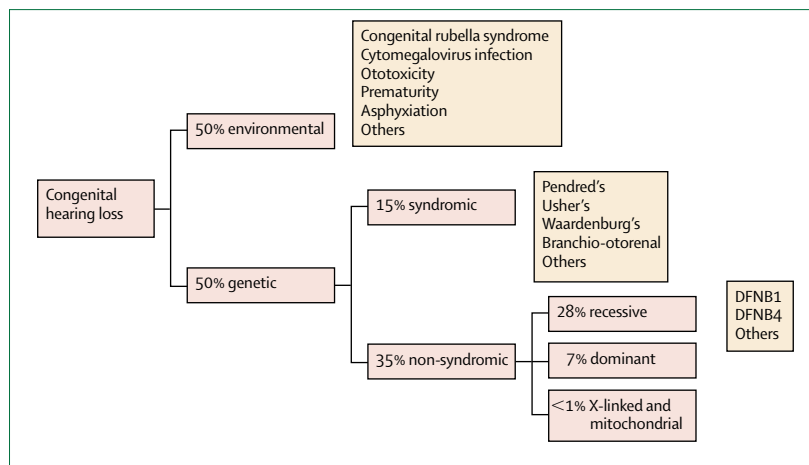 Congenital rubella syndrome
Cytomegalovirus infection
Ototoxicity
Prematurity
Asphyxiation
Others
50% environmental
Congenital
hearing loss
50% genetic
15% syndromic
Pendred's
Usher's
Waardenburg's
Branchio-otorenal
Others
35% non-syndromic
28% recessive
DFNB1
DFNB4
Others
7% dominant
<1% X-linked and
mitochondrial